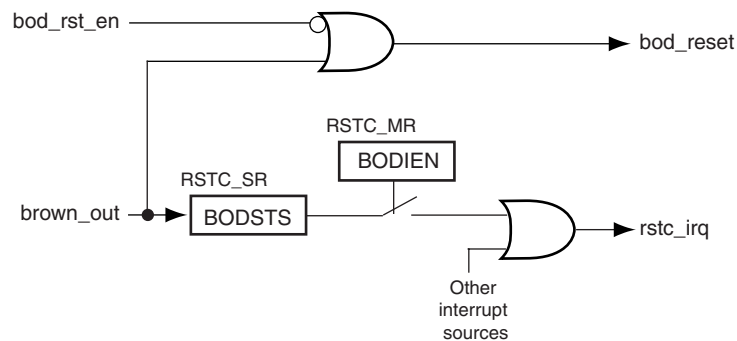 bod_rst_en
bod_reset
RSTC_MR
BODIEN
RSTC_SR
brown_out
BODSTS
rstc_irq
Other
interrupt
sources